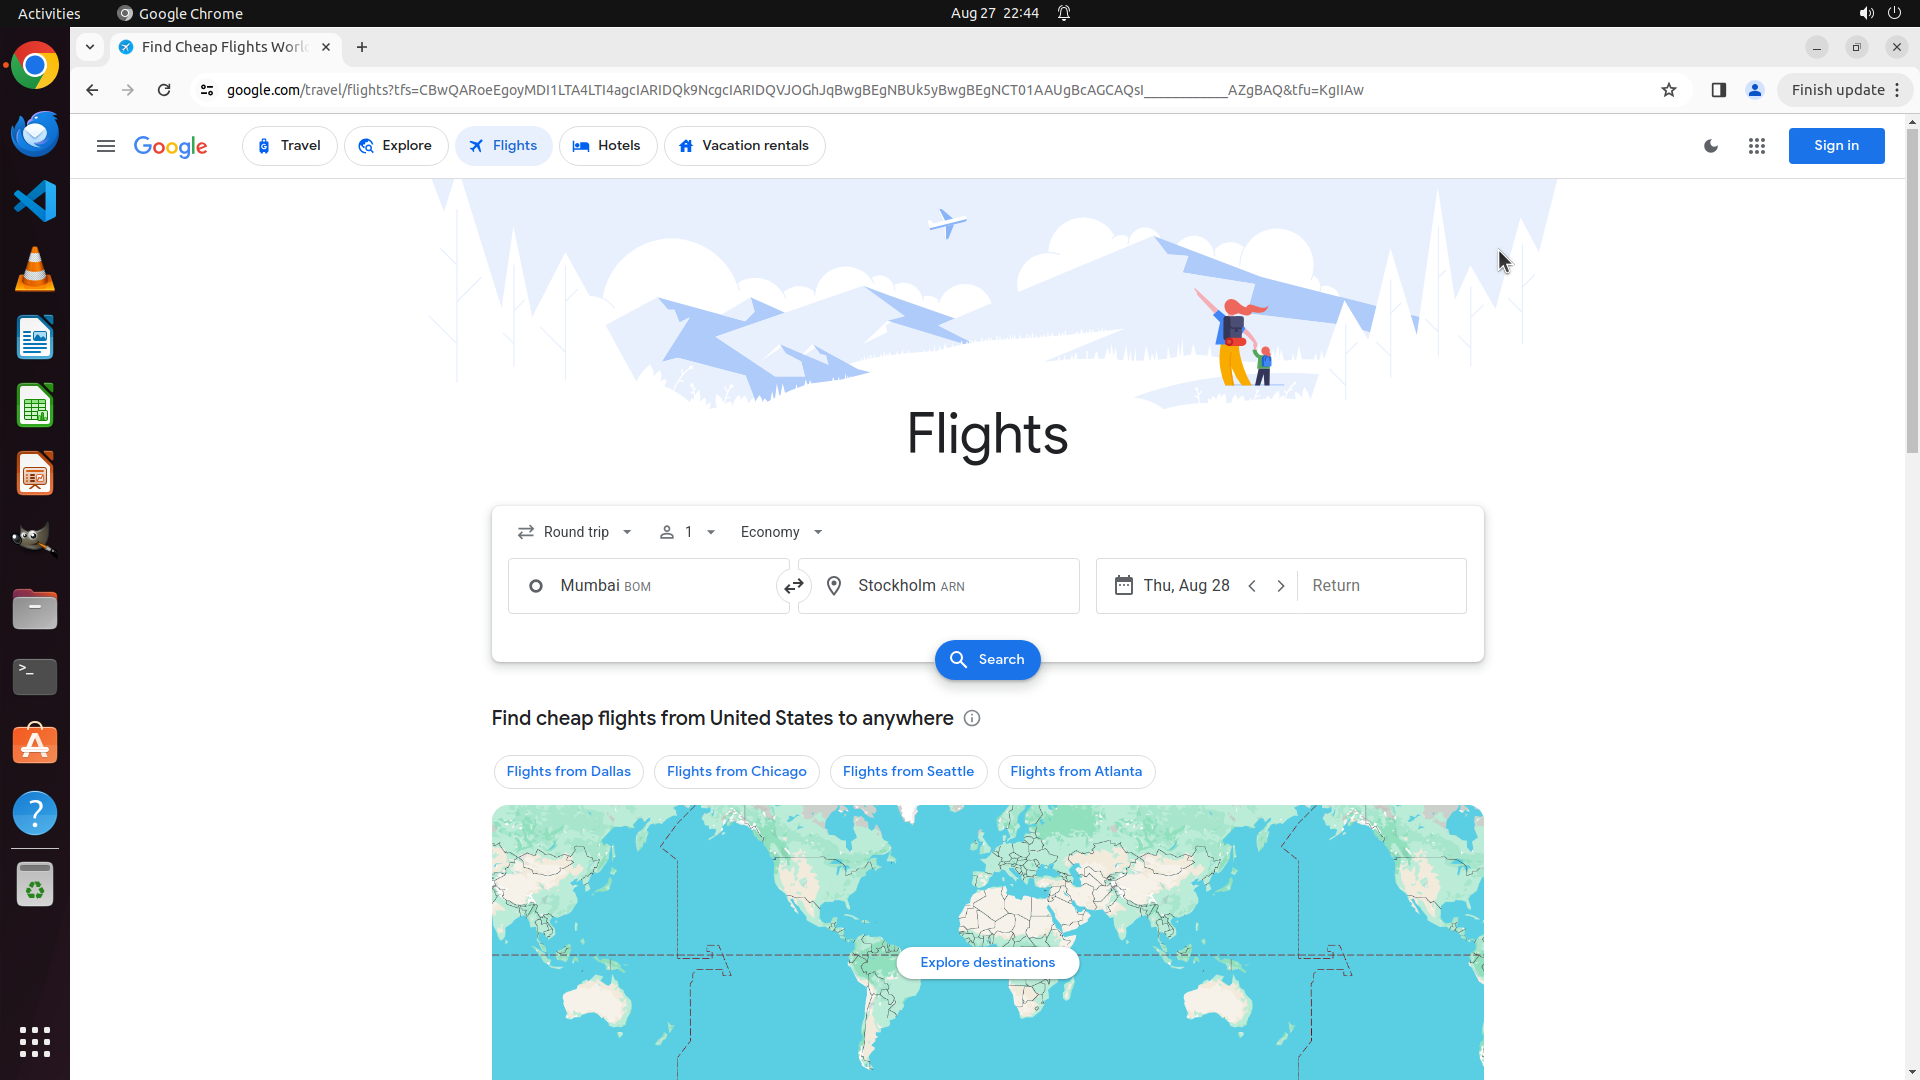 Activities
Google Chrome
Aug 27 22:44
Find Cheap Flights Worl
google.com/travel/flights?tfs=CBwQARoeEgoyMDI1LTA4LTI4agcIARIDQk9NcgcIARIDQVJOGhJqBwgBEgNBUk5yBwgBEgNCT01AAUgBcAGCAQsI____________AZgBAQ&tfu=KgIIAw
Finish update
Google
Travel
Explore
Flights
Hotels
Vacation rentals
Sign in
Flights
Round trip
1
Economy
Mumbai BOM
Stockholm ARN
Thu, Aug 28
Return
Search
Find cheap flights from United States to anywhere
Flights from Dallas
Flights from Chicago
Flights from Seattle
Flights from Atlanta
Explore destinations